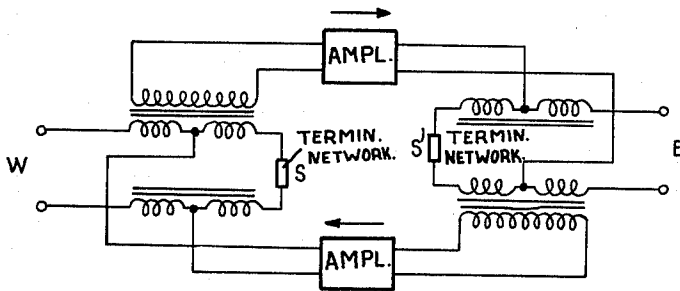 AMPL.
TERMIN.
NETWORK.
S
S'
TERMIN.
NETWORK.
W
E
AMPL.